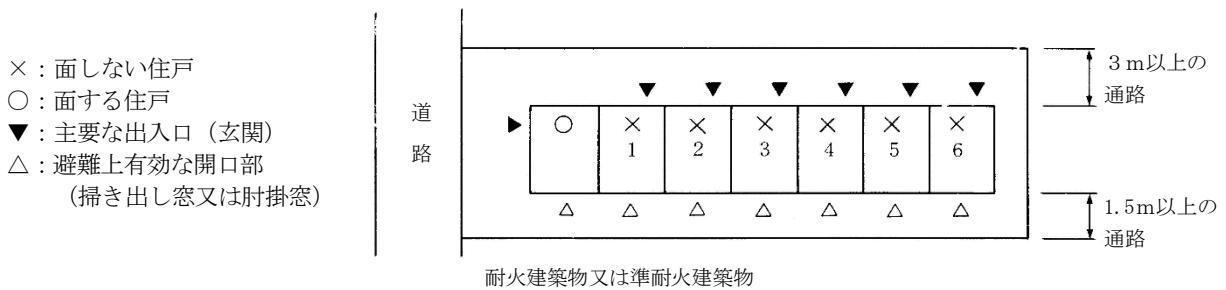 ×：面しない住戸
○：面する住戸
▼：主要な出入口（玄関）
△：避難上有効な開口部
（掃き出し窓又は肘掛窓）
道
路
○ × × × × × ×
1 2 3 4 5 6
3m以上の
通路
1.5m以上の
通路
耐火建築物又は準耐火建築物